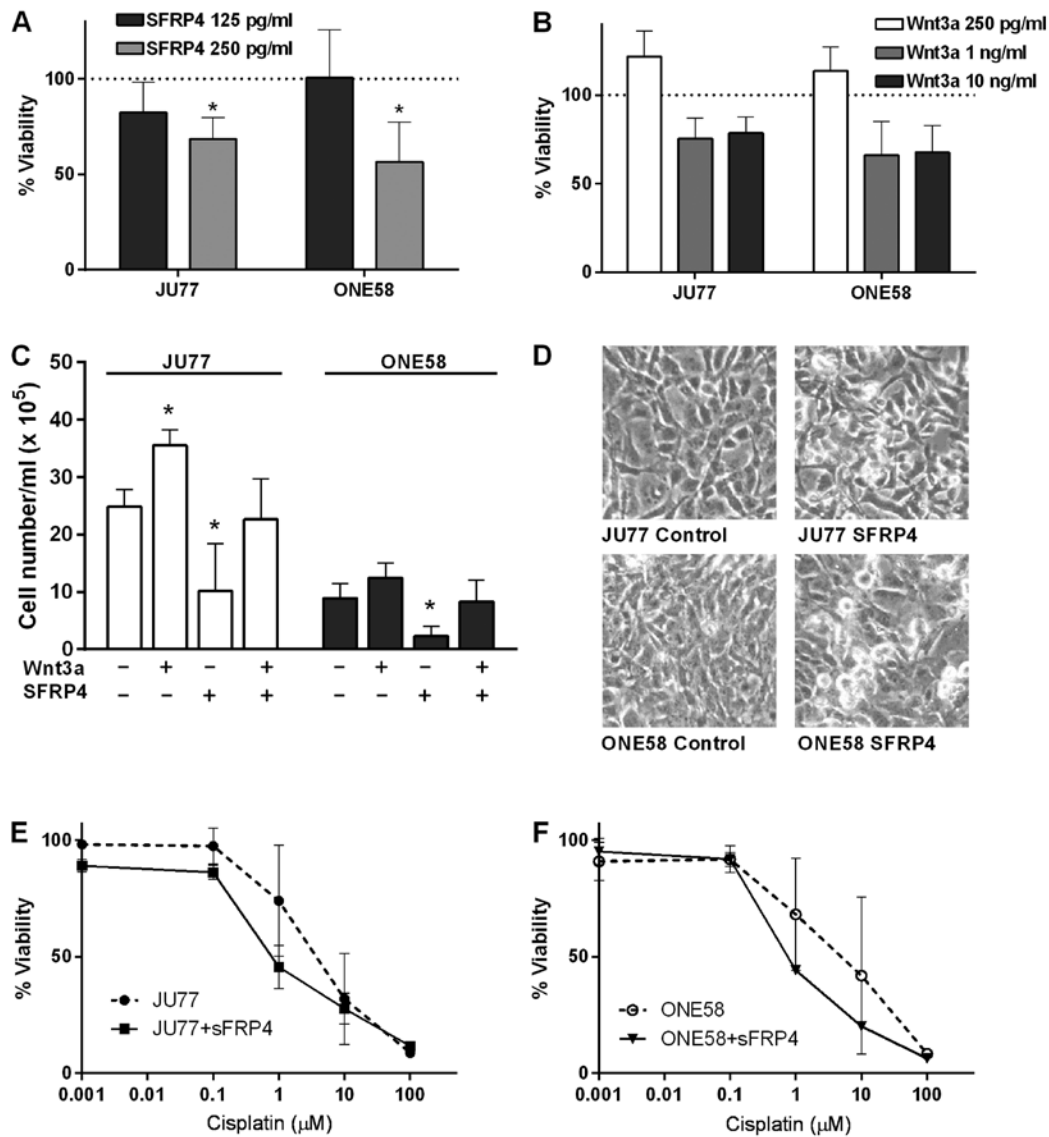 A
SFRP4 125 pg/ml
SFRP4 250 pg/ml
% Viability
100
50
0
*
*
JU77
ONE58
B
Wnt3a 250 pg/ml
Wnt3a 1 ng/ml
Wnt3a 10 ng/ml
% Viability
100
50
0
JU77
ONE58
C
JU77
ONE58
Cell number/ml (x 10⁵)
50
40
30
20
10
0
*
*
*
Wnt3a – + – + – + – +
SFRP4 – – + + – – + +
D
JU77 Control
JU77 SFRP4
ONE58 Control
ONE58 SFRP4
E
% Viability
100
50
0
JU77
JU77+sFRP4
0.001 0.01 0.1 1 10 100
Cisplatin (μM)
F
% Viability
100
50
0
ONE58
ONE58+sFRP4
0.001 0.01 0.1 1 10 100
Cisplatin (μM)